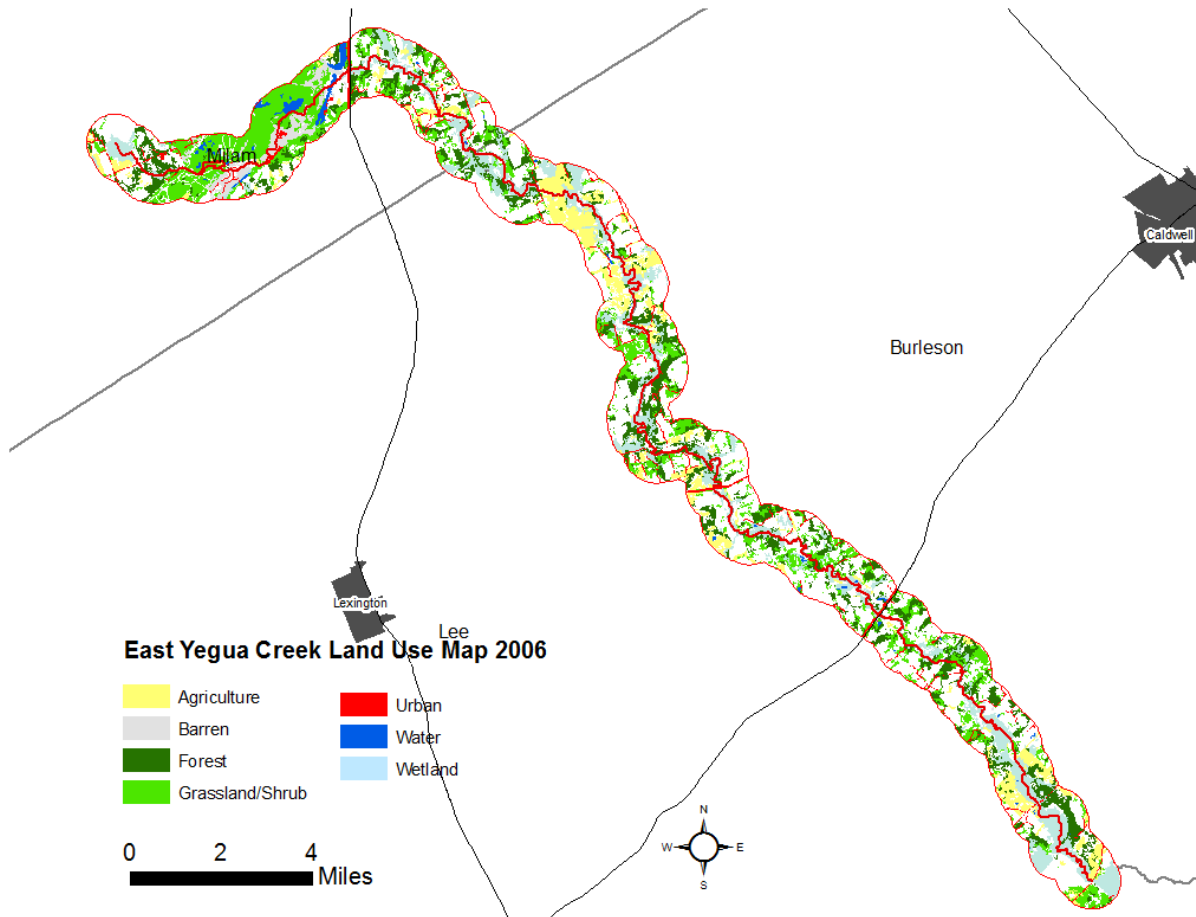 Milam
Caldwell
Burleson
Lexington
Lee
East Yegua Creek Land Use Map 2006
Agriculture
Barren
Forest
Grassland/Shrub
Urban
Water
Wetland
N
W E
S
0 2 4
Miles